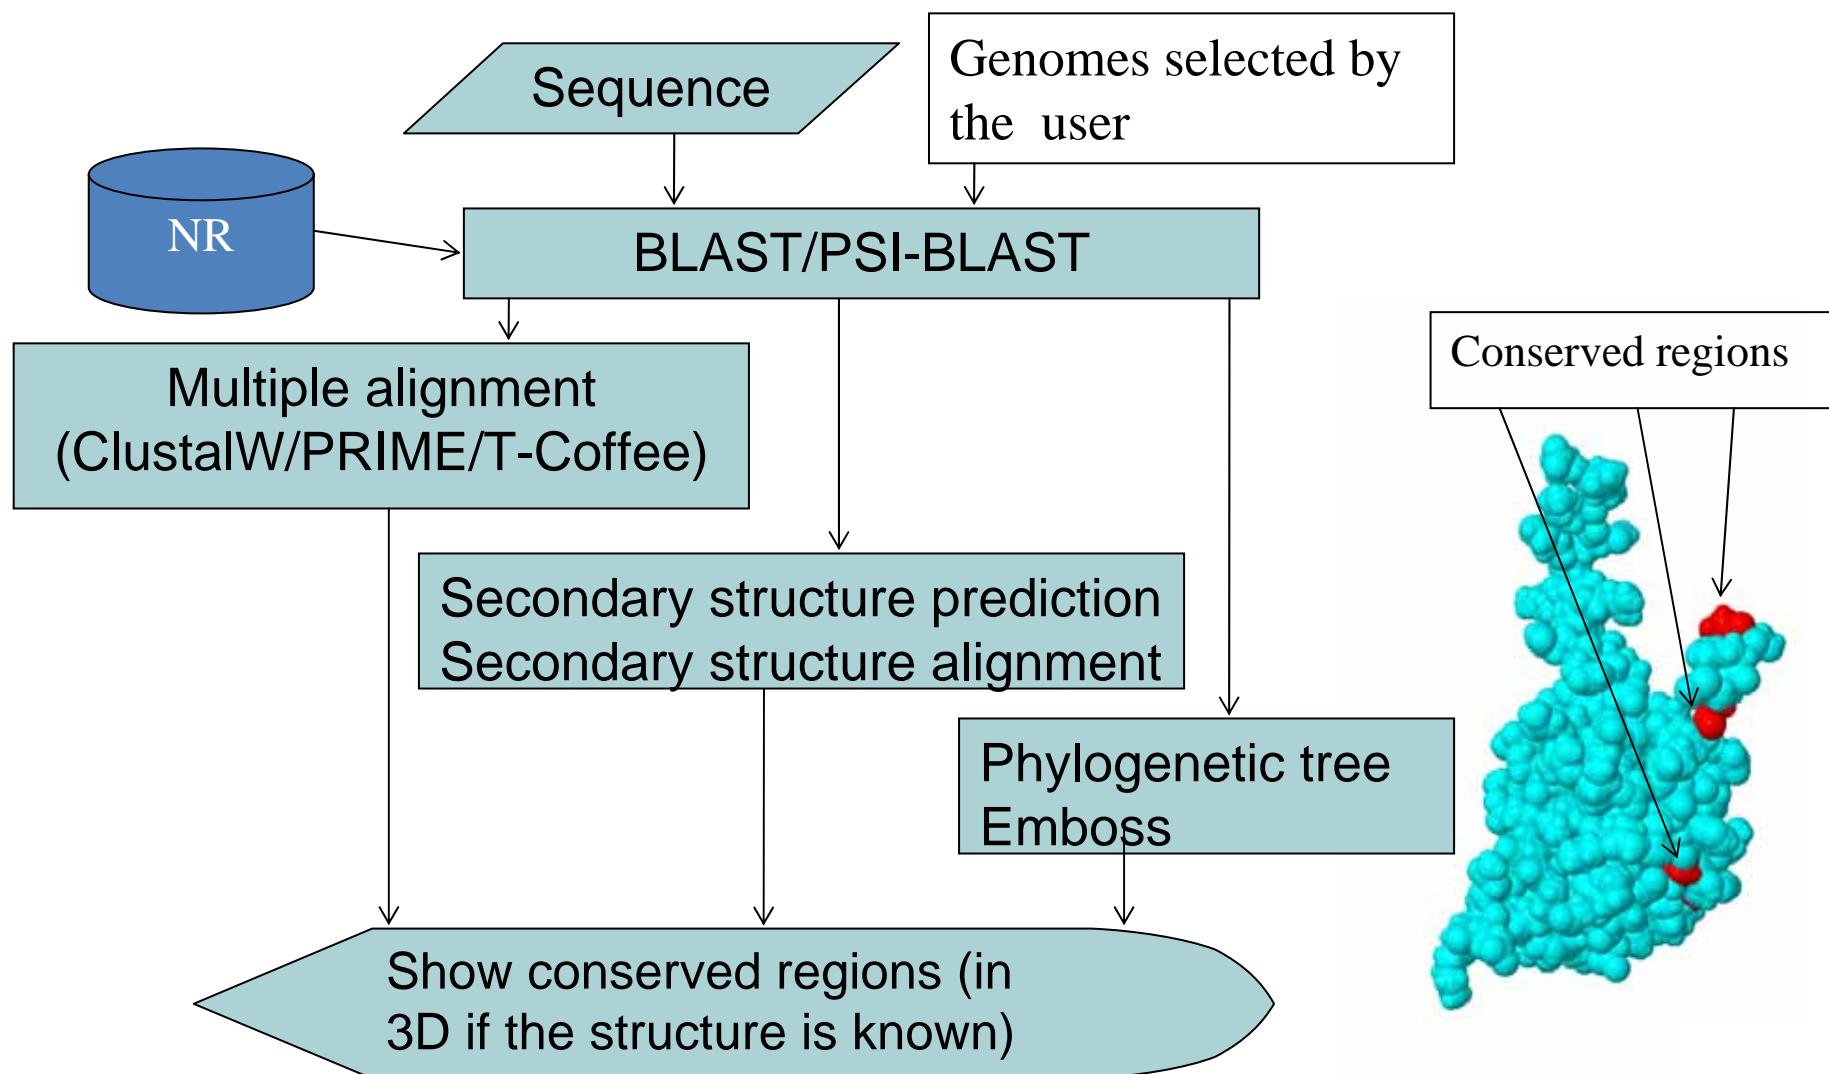 Sequence
Genomes selected by
the user
NR
BLAST/PSI-BLAST
Multiple alignment
(ClustalW/PRIME/T-Coffee)
Conserved regions
Secondary structure prediction
Secondary structure alignment
Phylogenetic tree
Emboss
Show conserved regions (in
3D if the structure is known)